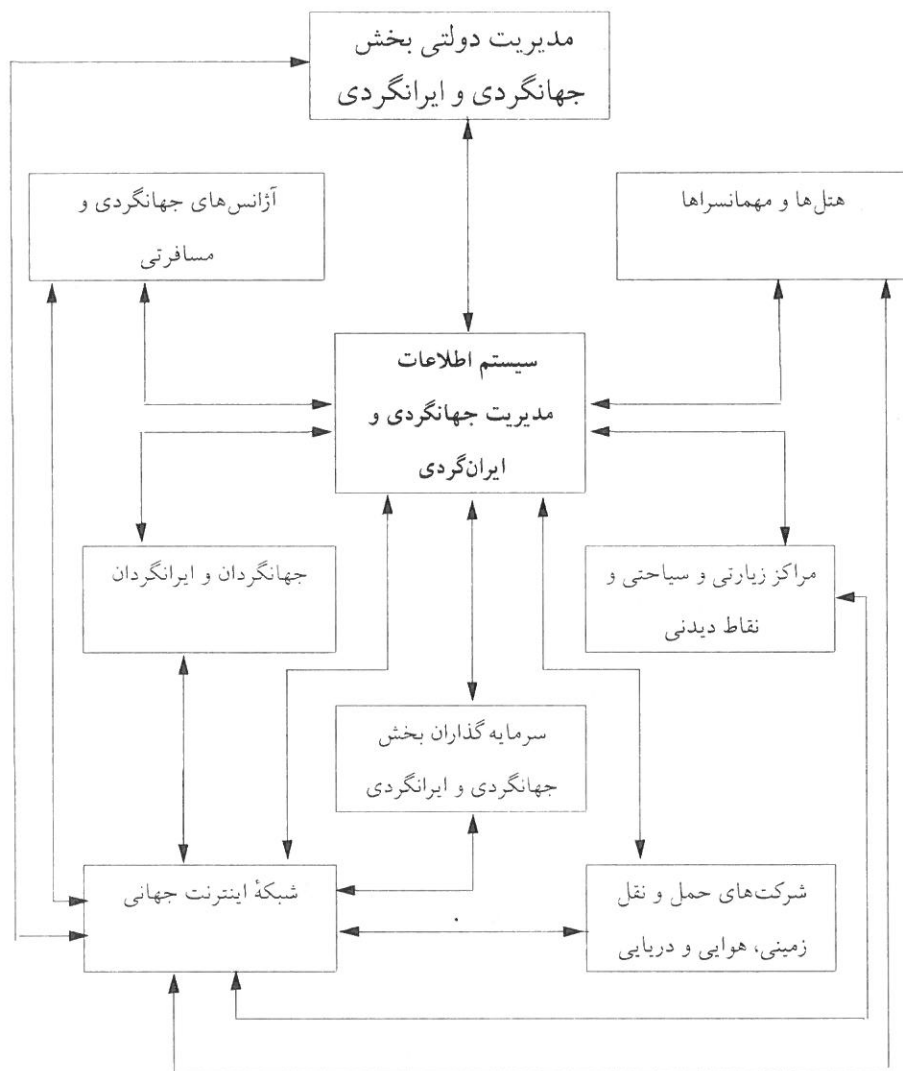 مدیریت دولتی بخش
جهانگردی و ایرانگردی
هتل‌ها و مهمانسراها
آژانس‌های جهانگردی و
مسافرتی
سیستم اطلاعات
مدیریت جهانگردی و
ایران‌گردی
مراکز زیارتی و سیاحتی و
نقاط دیدنی
جهانگردان و ایرانگردان
سرمایه گذاران بخش
جهانگردی و ایرانگردی
شرکت‌های حمل و نقل
زمینی، هوایی و دریایی
شبکهٔ اینترنت جهانی